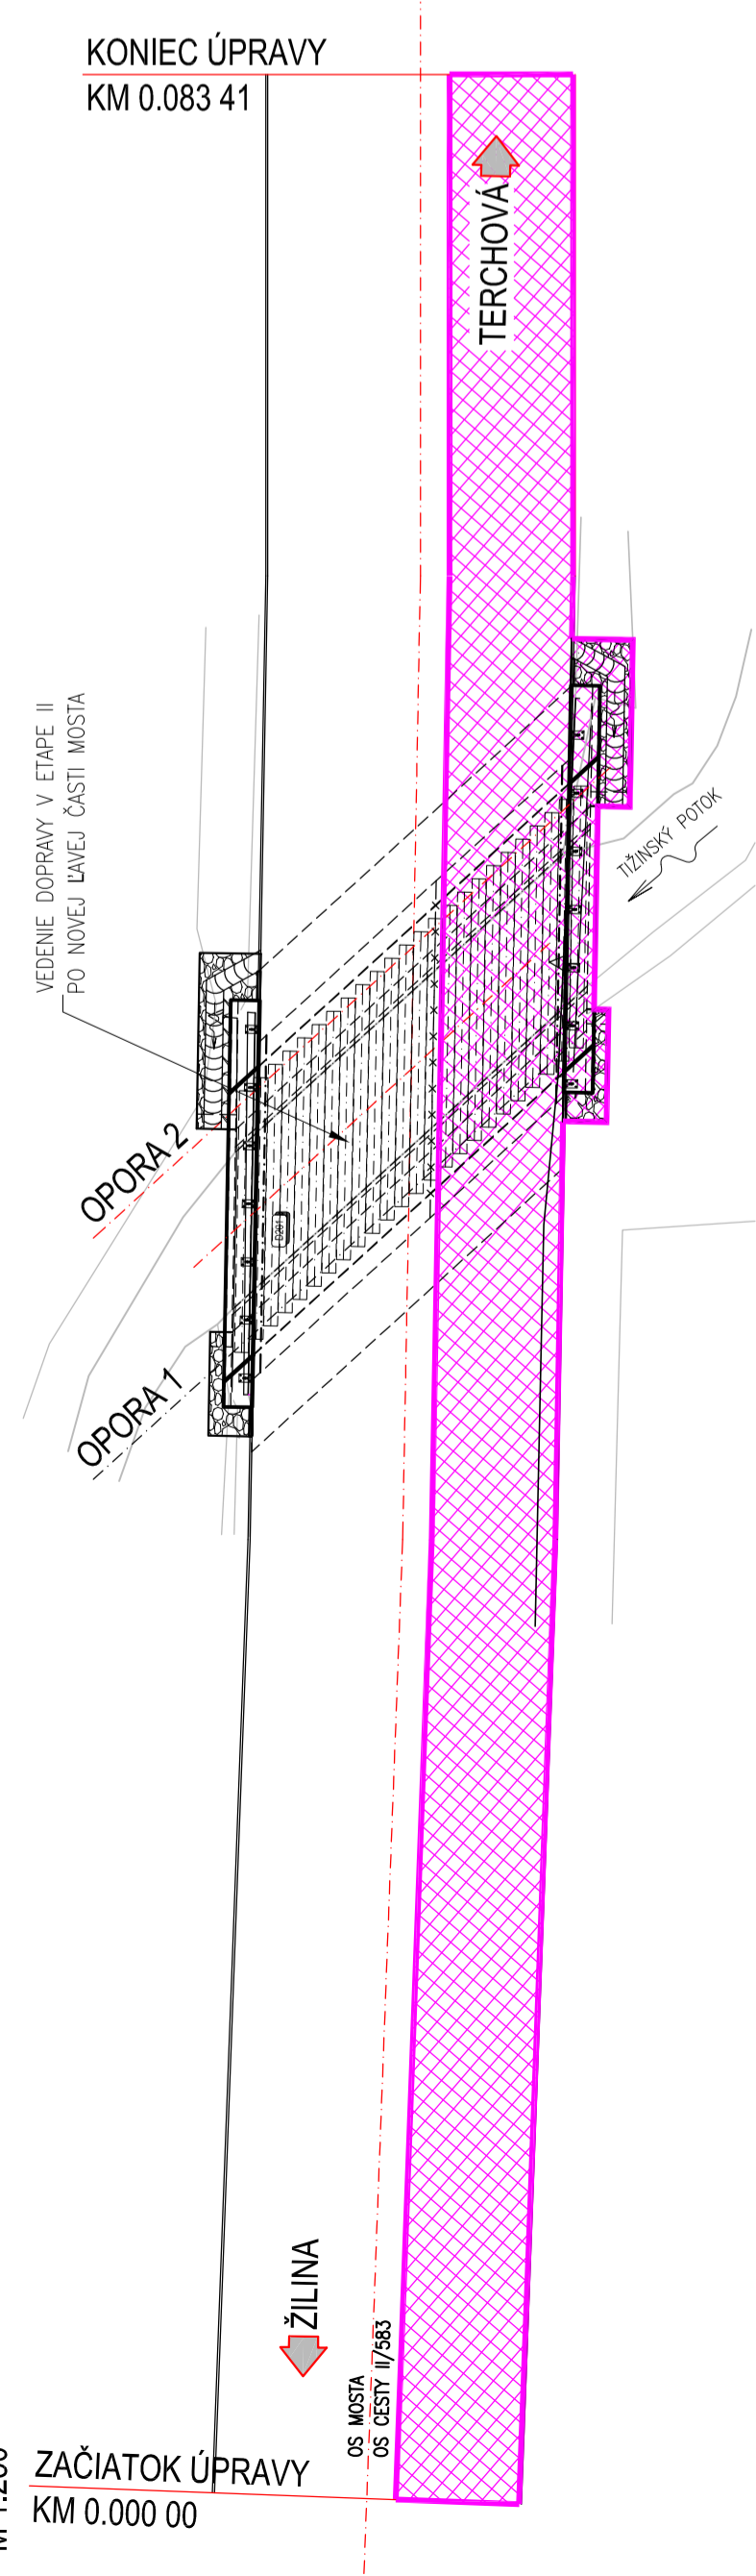 KONIEC ÚPRAVY
KM 0.083 41
TERCHOVÁ
VEDENIE DOPRAVY V ETAPE II
PO NOVEJ ĽAVEJ ČASTI MOSTA
TIŽINSKÝ POTOK
OPORA 2
OPORA 1
ŽILINA
OS MOSTA
OS CESTY II/583
ZAČIATOK ÚPRAVY
KM 0.000 00